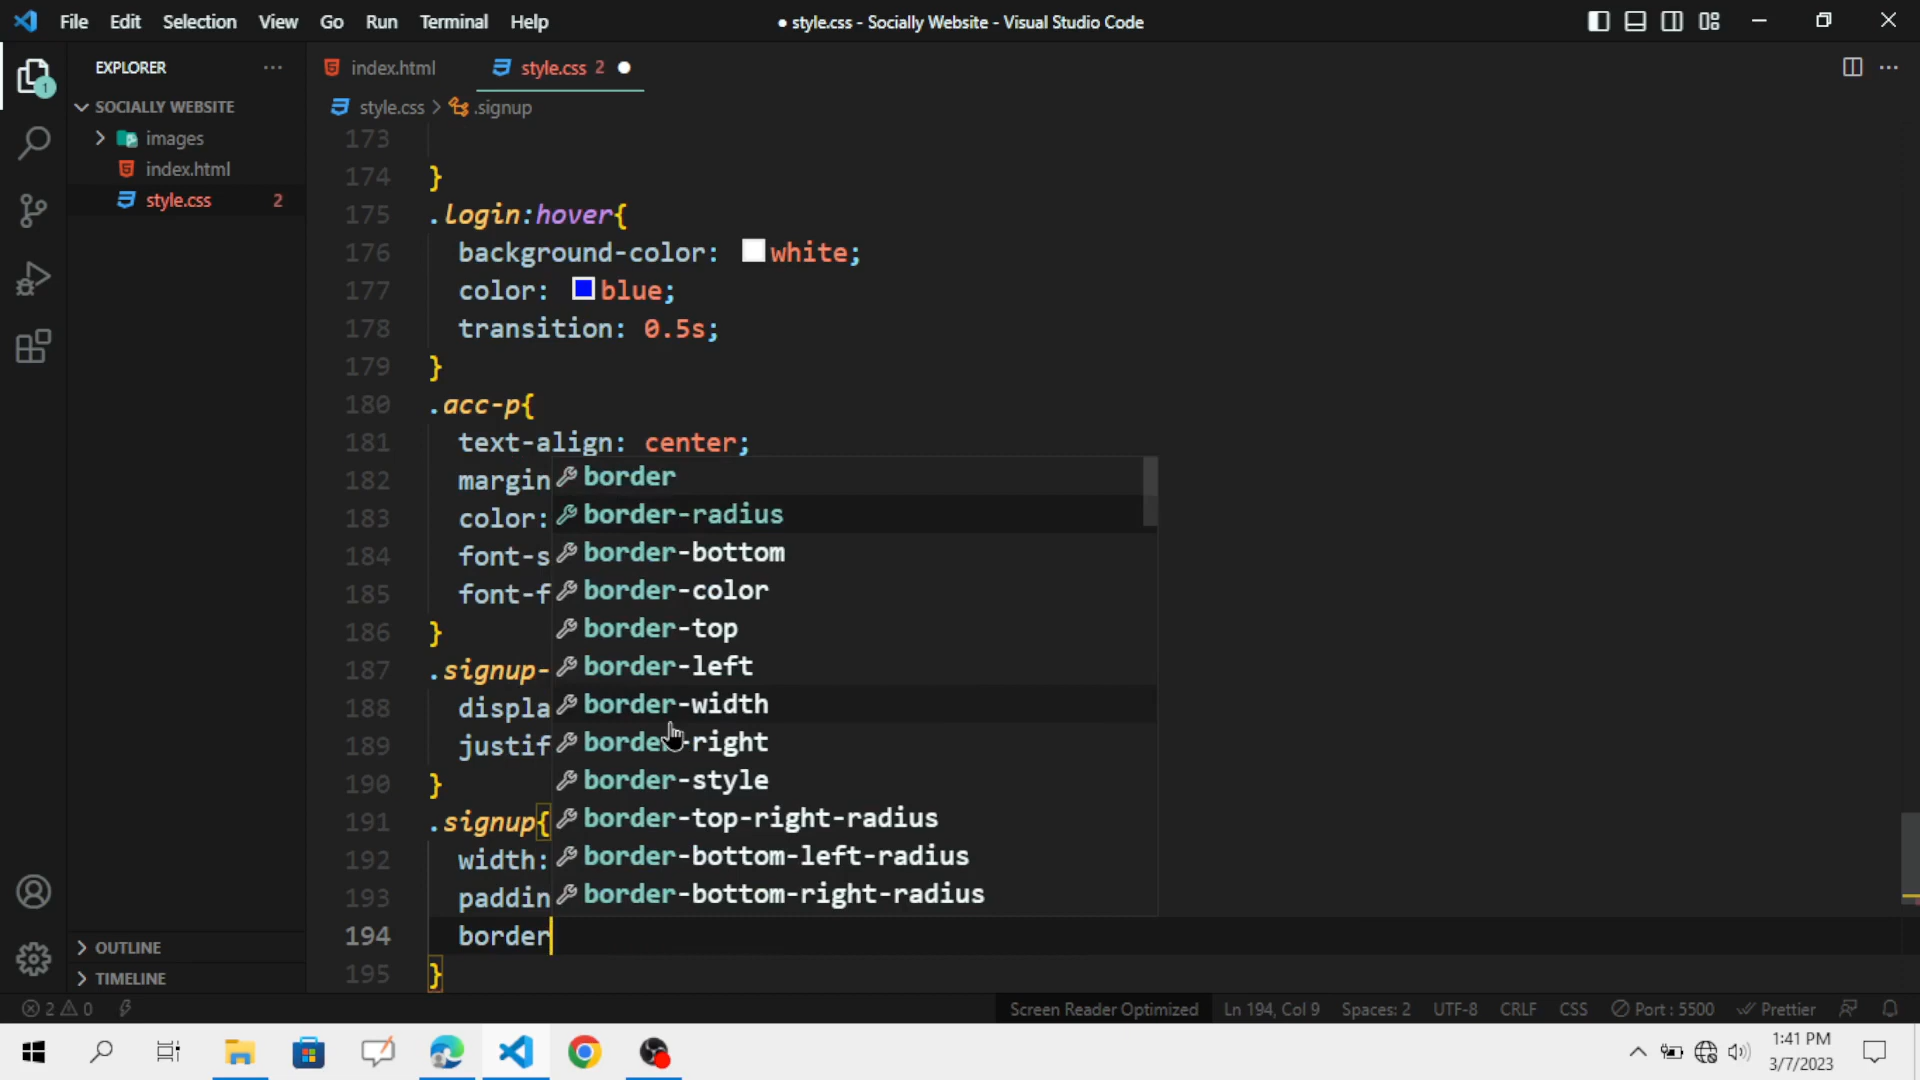 File Edit Selection View Go Run Terminal Help
● style.css - Socially Website - Visual Studio Code
EXPLORER
SOCIALLY WEBSITE
images
index.html
style.css 2
OUTLINE
TIMELINE
1
index.html
style.css 2
style.css > .signup
173
174 }
175 .login:hover{
176 background-color: white;
177 color: blue;
178 transition: 0.5s;
179 }
180 .acc-p{
181 text-align: center;
182 margin
183 color:
184 font-s
185 font-f
186 }
187 .signup-
188 displa
189 justif
190 }
191 .signup{
192 width:
193 paddin
194 border
195 }
border
border-radius
border-bottom
border-color
border-top
border-left
border-width
border-right
border-style
border-top-right-radius
border-bottom-left-radius
border-bottom-right-radius
2 0 Screen Reader Optimized Ln 194, Col 9 Spaces: 2 UTF-8 CRLF CSS Port : 5500 Prettier
1:41 PM
3/7/2023